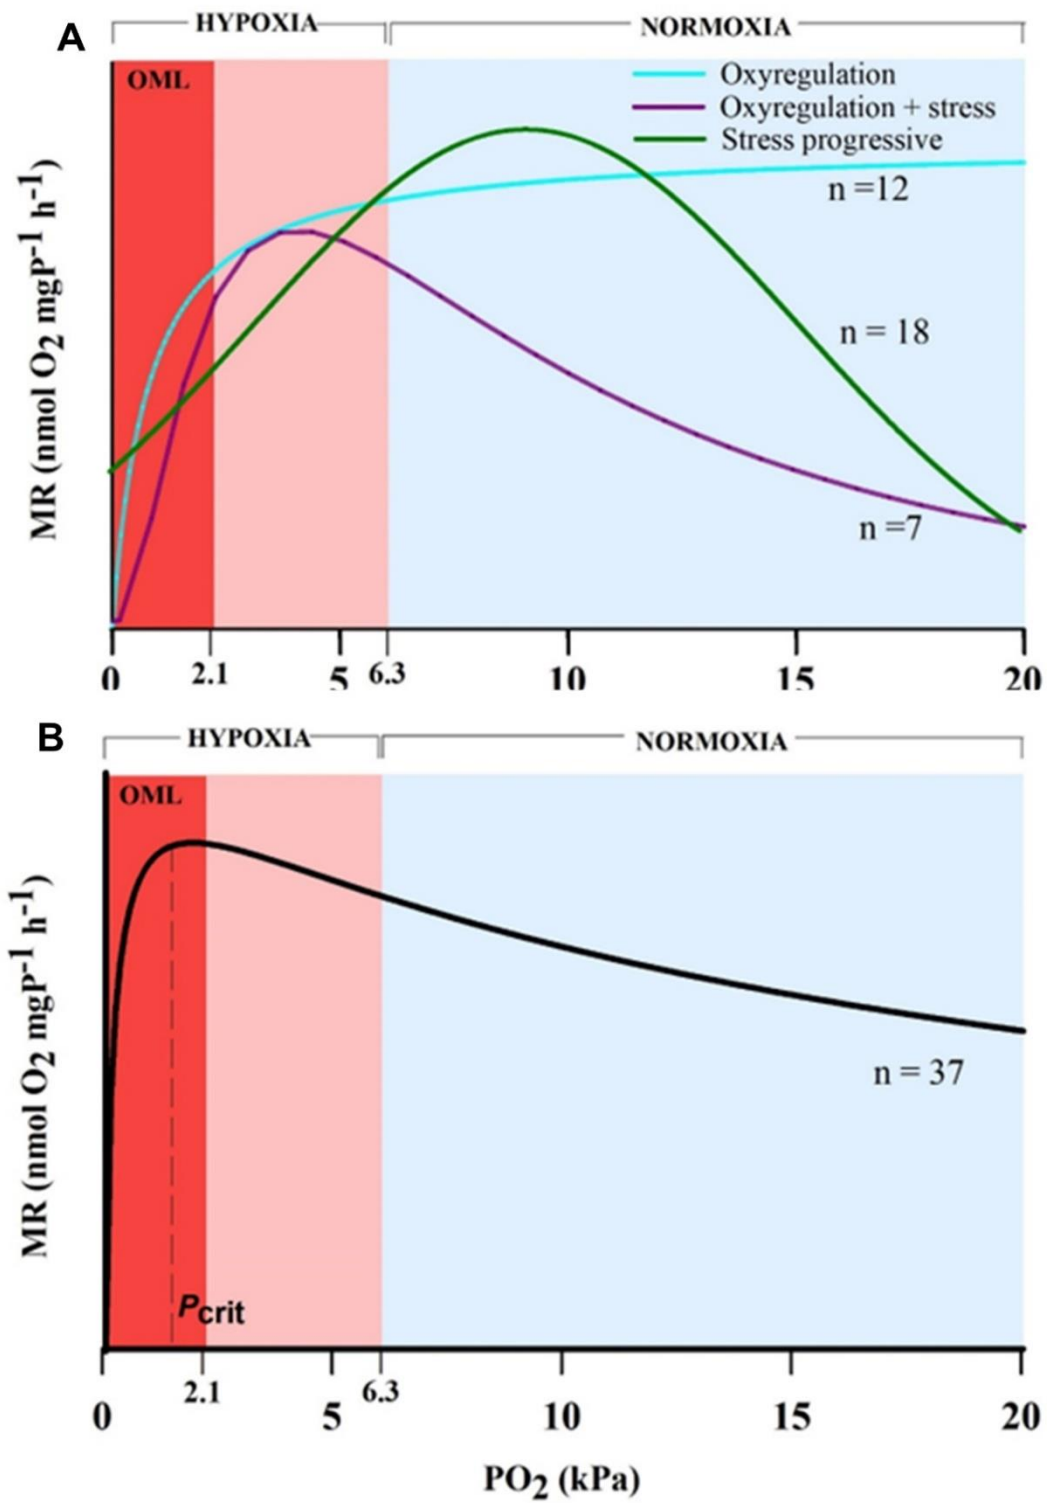 A
HYPOXIA
NORMOXIA
OML
Oxyregulation
Oxyregulation + stress
Stress progressive
n =12
n = 18
n =7
MR (nmol O2 mgP-1 h-1)
0 2.1 5 6.3 10 15 20
B
HYPOXIA
NORMOXIA
OML
n = 37
Pcrit
MR (nmol O2 mgP-1 h-1)
0 2.1 5 6.3 10 15 20
PO2 (kPa)